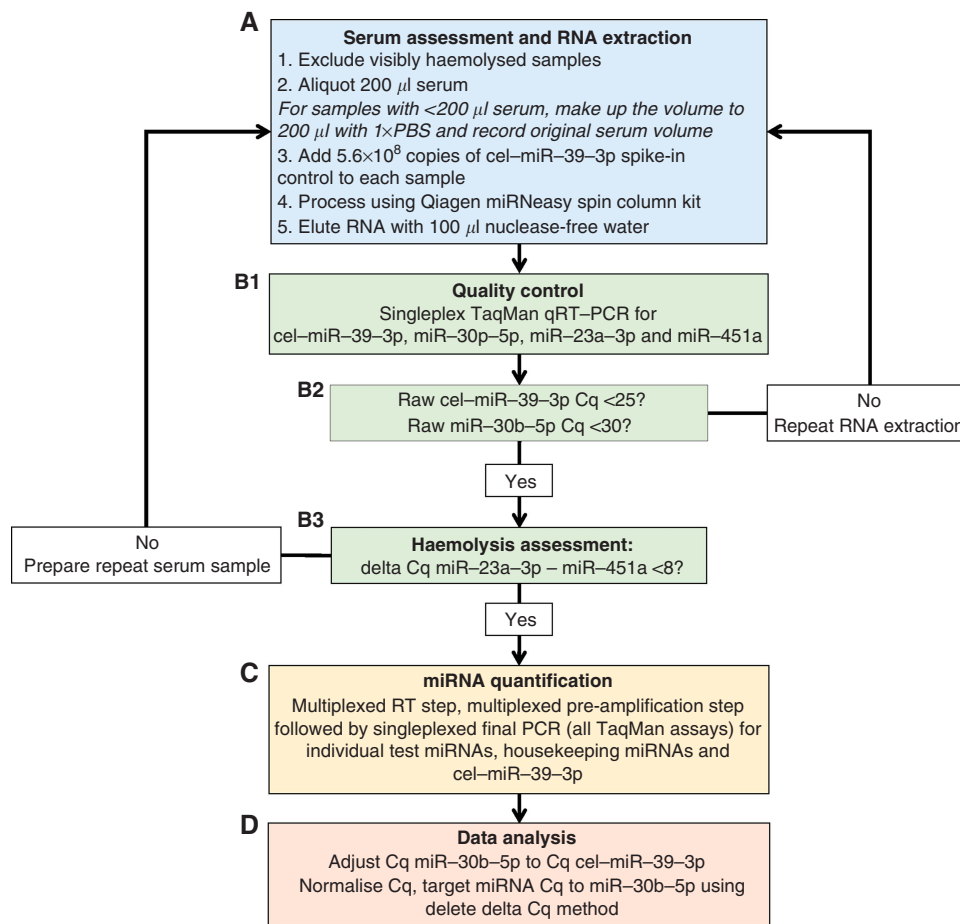 A
Serum assessment and RNA extraction
1. Exclude visibly haemolysed samples
2. Aliquot 200 μl serum
For samples with <200 μl serum, make up the volume to
200 μl with 1×PBS and record original serum volume
3. Add 5.6×10⁸ copies of cel–miR–39–3p spike-in
control to each sample
4. Process using Qiagen miRNeasy spin column kit
5. Elute RNA with 100 μl nuclease-free water
B1
Quality control
Singleplex TaqMan qRT–PCR for
cel–miR–39–3p, miR–30p–5p, miR–23a–3p and miR–451a
B2
Raw cel–miR–39–3p Cq <25?
Raw miR–30b–5p Cq <30?
No
Repeat RNA extraction
Yes
B3
Haemolysis assessment:
delta Cq miR–23a–3p – miR–451a <8?
No
Prepare repeat serum sample
Yes
C
miRNA quantification
Multiplexed RT step, multiplexed pre-amplification step
followed by singleplexed final PCR (all TaqMan assays) for
individual test miRNAs, housekeeping miRNAs and
cel–miR–39–3p
D
Data analysis
Adjust Cq miR–30b–5p to Cq cel–miR–39–3p
Normalise Cq, target miRNA Cq to miR–30b–5p using
delete delta Cq method